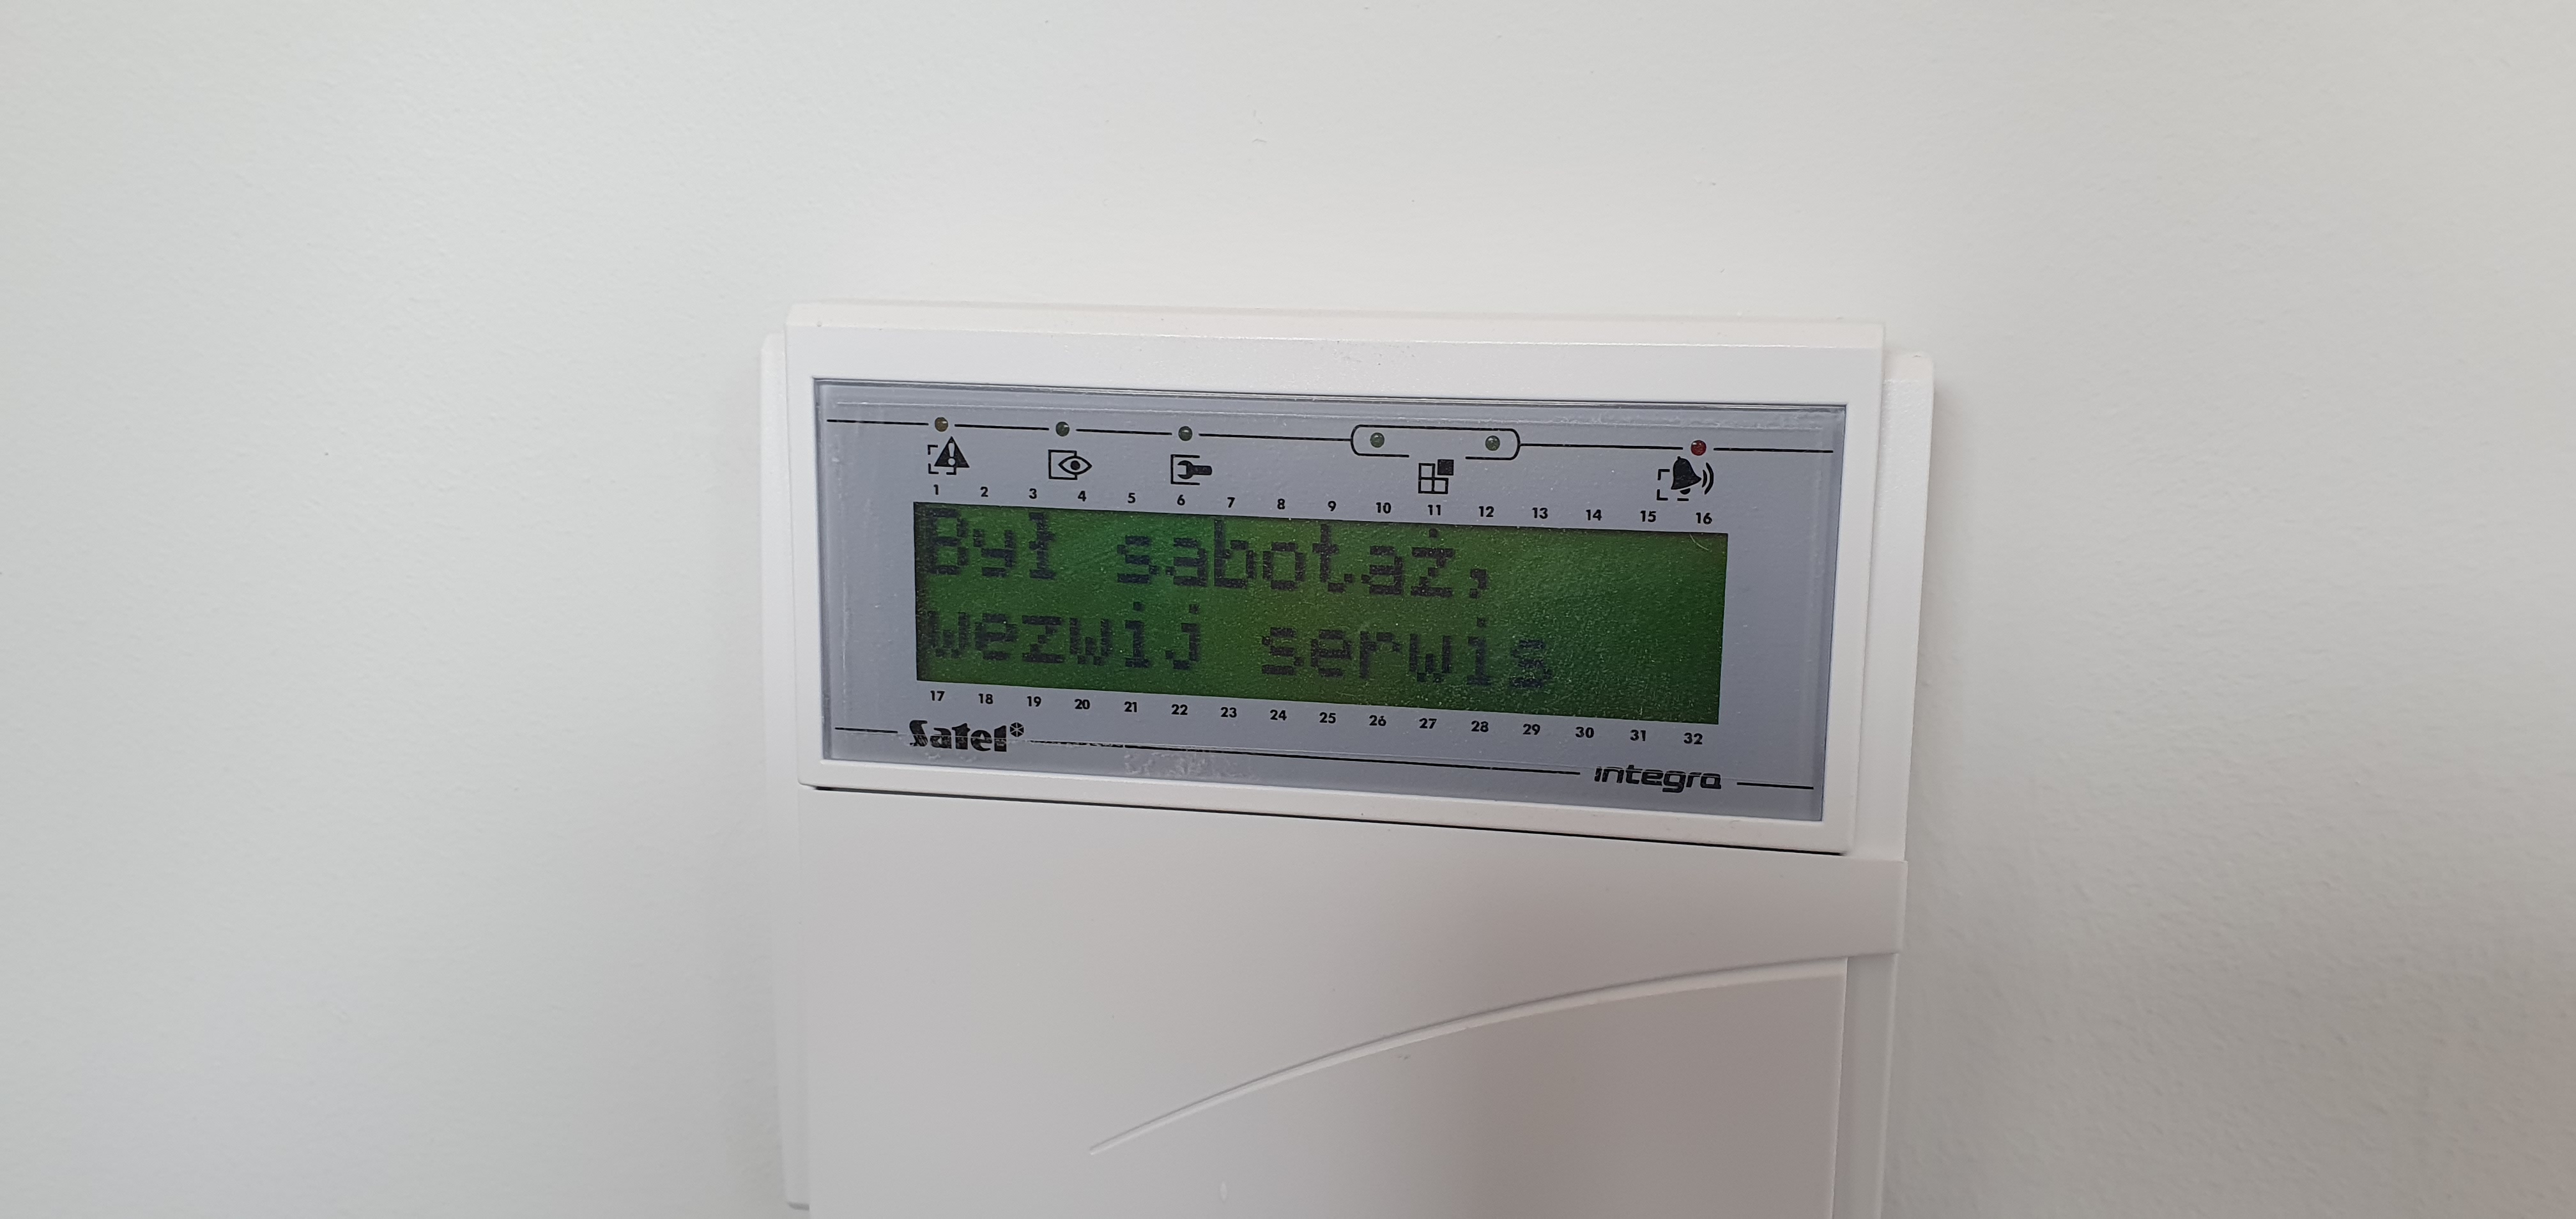 1 2 3 4 5 6 7 8 9 10 11 12 13 14 15 16
Był sabotaż,
wezwij serwis
17 18 19 20 21 22 23 24 25 26 27 28 29 30 31 32
Satel
integra